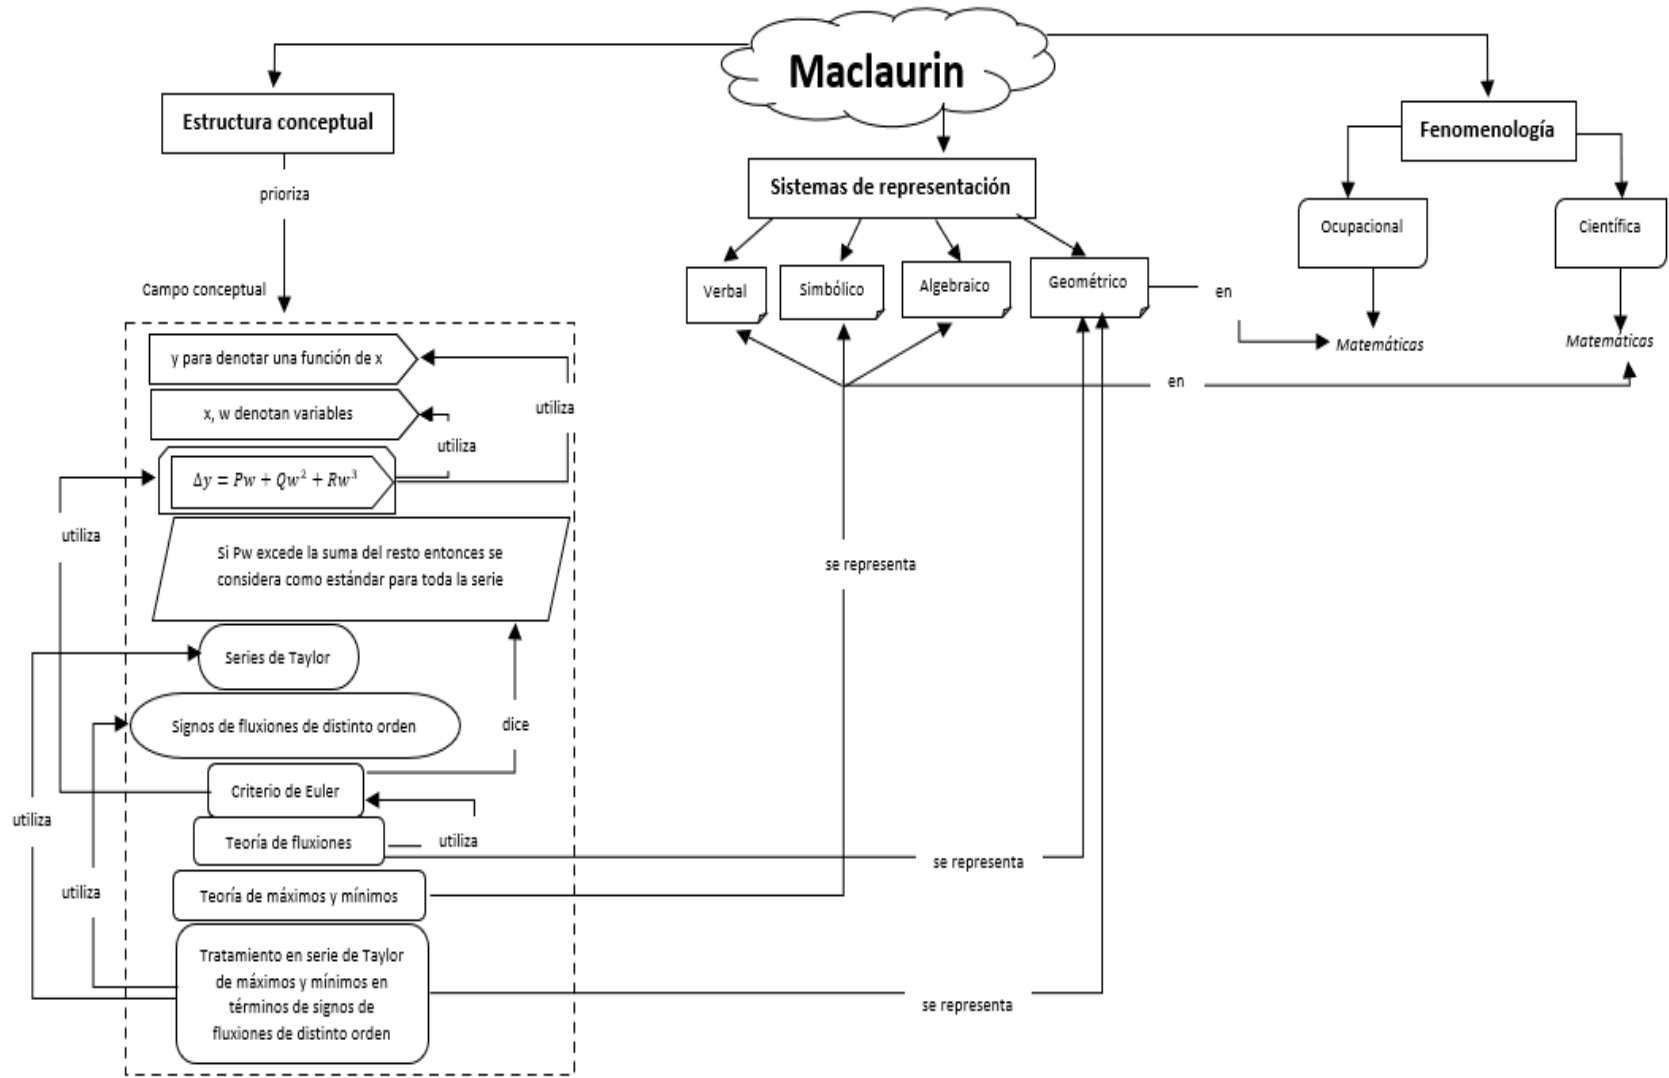 Maclaurin
Estructura conceptual
prioriza
Campo conceptual
y para denotar una función de x
x, w denotan variables
utiliza
utiliza
Δy = Pw + Qw² + Rw³
utiliza
Si Pw excede la suma del resto entonces se
considera como estándar para toda la serie
Series de Taylor
Signos de fluxiones de distinto orden
dice
Criterio de Euler
utiliza
Teoría de fluxiones
utiliza
utiliza
Teoría de máximos y mínimos
Tratamiento en serie de Taylor
de máximos y mínimos en
términos de signos de
fluxiones de distinto orden
Sistemas de representación
Verbal
Simbólico
Algebraico
Geométrico
en
en
se representa
se representa
se representa
Fenomenología
Ocupacional
Científica
Matemáticas
Matemáticas